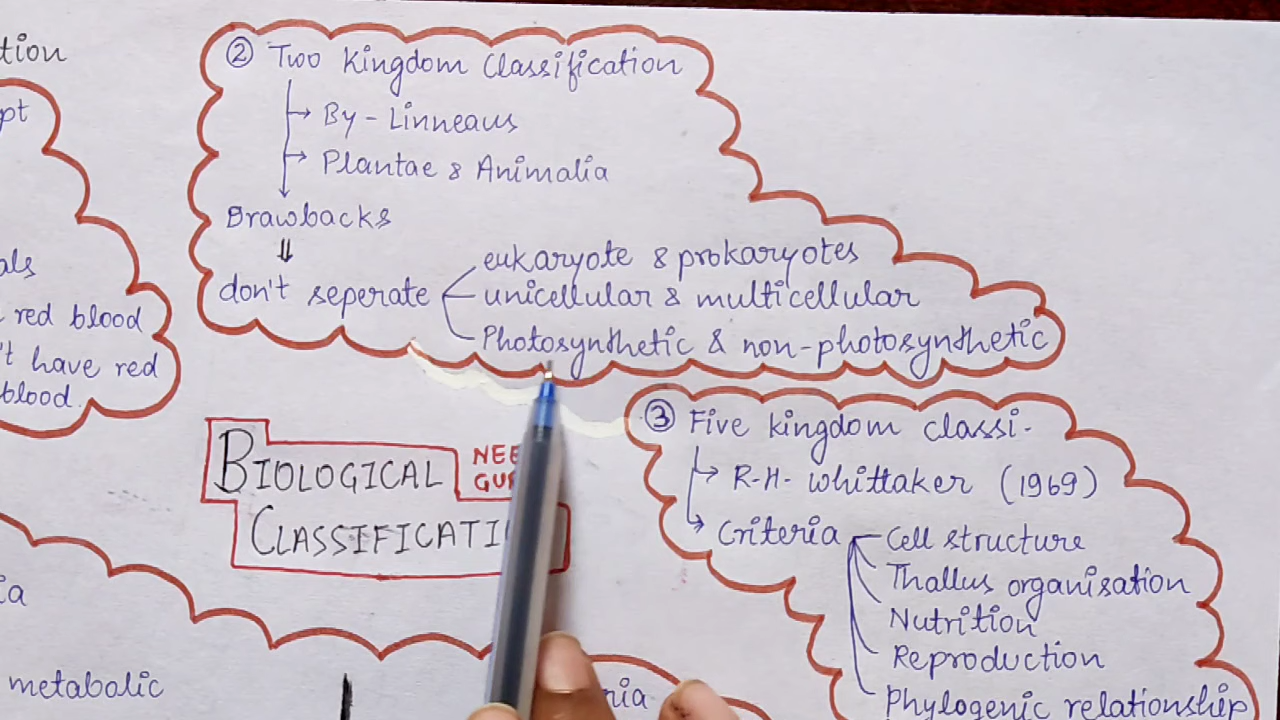 tion
pt
als
red blood
't have red
blood.
② Two Kingdom Classification
By - Linneaus
Plantae & Animalia
Drawbacks
don't seperate
eukaryote & prokaryotes
unicellular & multicellular
Photosynthetic & non-photosynthetic
BIOLOGICAL
CLASSIFICATI
NEE
GU
③ Five kingdom classi-
R-H- Whittaker (1969)
Criteria
Cell structure
Thallus organisation
Nutrition
Reproduction
Phylogenic relationship
ia
metabolic
nia